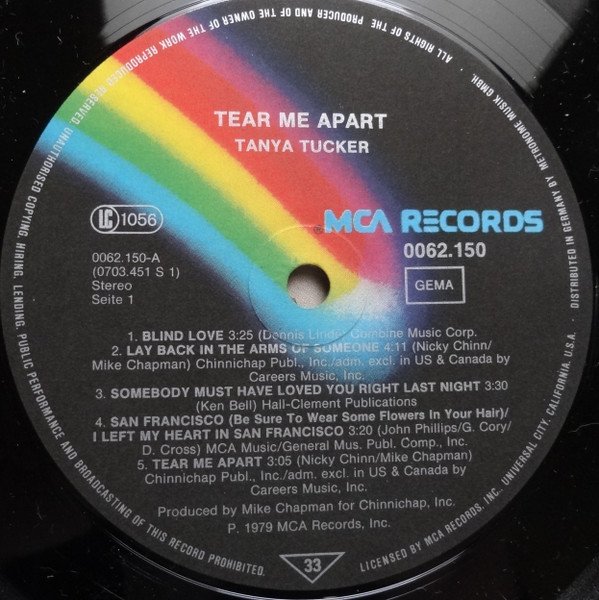 ALL RIGHTS OF THE PRODUCER AND OF THE OWNER OF THE WORK REPRODUCED RESERVED. UNAUTHORISED COPYING, HIRING, LENDING, PUBLIC PERFORMANCE AND BROADCASTING OF THIS RECORD PROHIBITED.
DISTRIBUTED IN GERMANY BY METRONOME MUSIK GMBH.
TEAR ME APART
TANYA TUCKER
LC 1056
®MCA RECORDS
0062.150-A
(0703.451 S 1)
Stereo
Seite 1
0062.150
GEMA
1. BLIND LOVE 3:25 (Dennis Linde) Combine Music Corp.
2. LAY BACK IN THE ARMS OF SOMEONE 4:11 (Nicky Chinn/
Mike Chapman) Chinnichap Publ., Inc./adm. excl. in US & Canada by
Careers Music, Inc.
3. SOMEBODY MUST HAVE LOVED YOU RIGHT LAST NIGHT 3:30
(Ken Bell) Hall-Clement Publications
4. SAN FRANCISCO (Be Sure To Wear Some Flowers In Your Hair)/
I LEFT MY HEART IN SAN FRANCISCO 3:20 (John Phillips/G. Cory/
D. Cross) MCA Music/General Mus. Publ. Comp., Inc.
5. TEAR ME APART 3:05 (Nicky Chinn/Mike Chapman)
Chinnichap Publ., Inc./adm. excl. in US & Canada by
Careers Music, Inc.
Produced by Mike Chapman for Chinnichap, Inc.
P. 1979 MCA Records, Inc.
33
LICENSED BY MCA RECORDS, INC. UNIVERSAL CITY, CALIFORNIA, U.S.A.